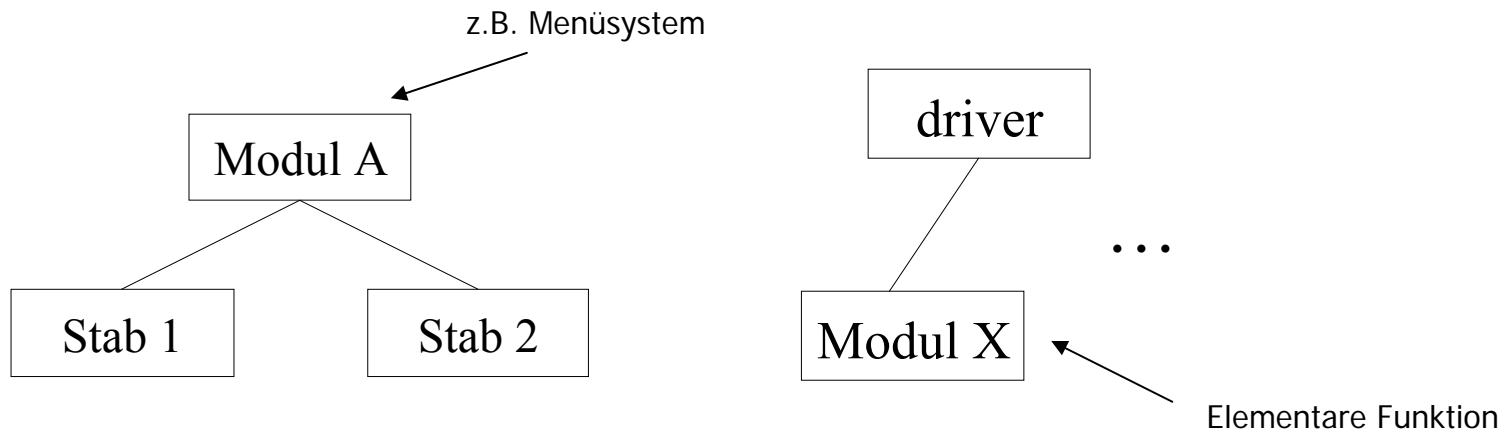 z.B. Menüsystem
Modul A
Stab 1
Stab 2
driver
...
Modul X
Elementare Funktion